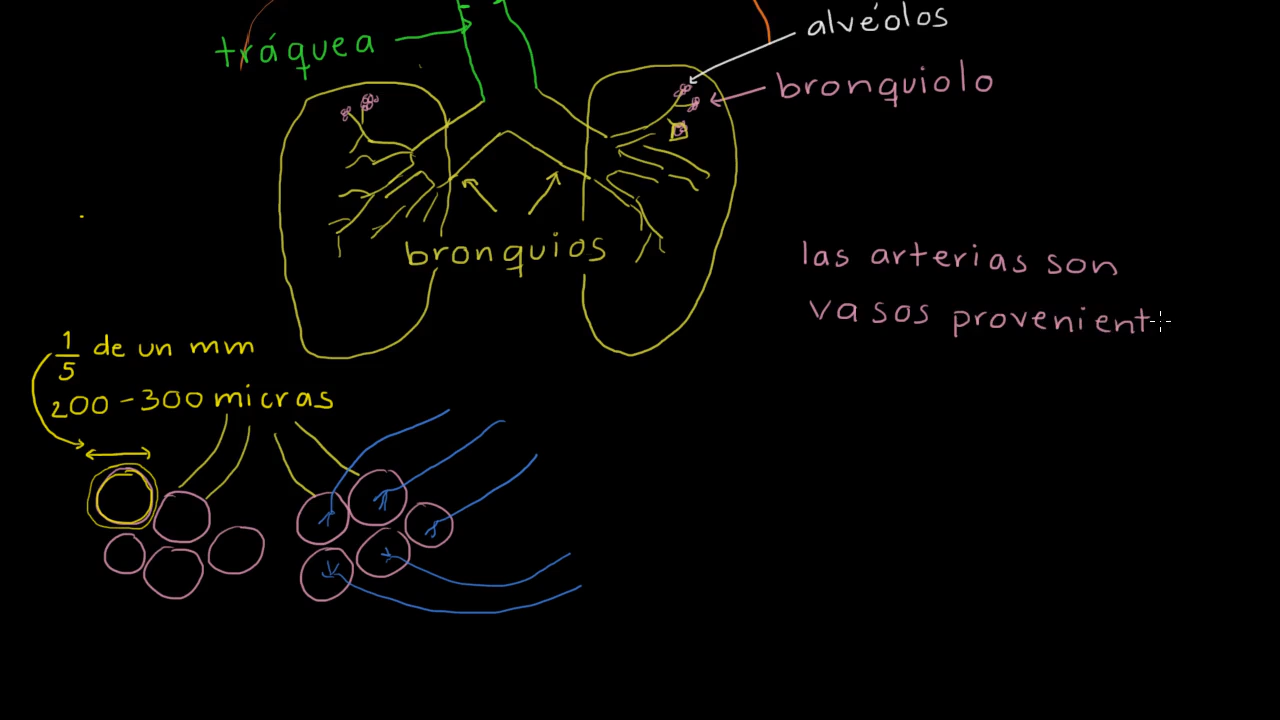 alvéolos
tráquea
bronquiolo
bronquios
las arterias son
vasos provenient
1/5 de un mm
200 - 300 micras